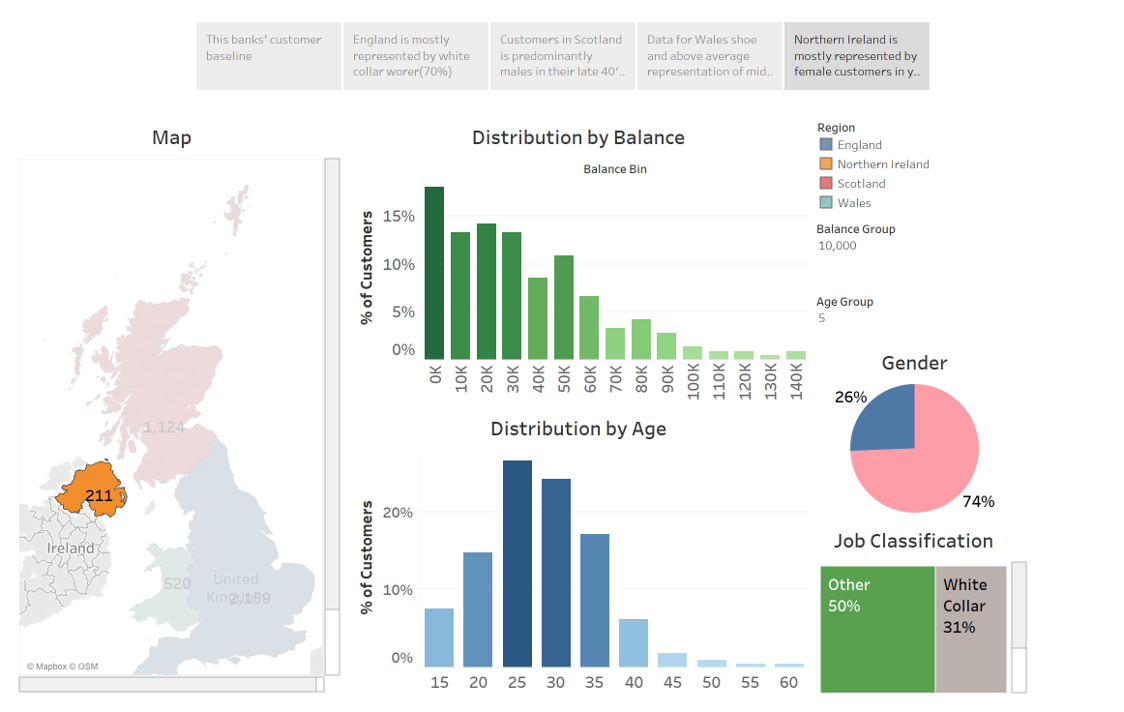 This banks' customer
baseline
England is mostly
represented by white
collar worer(70%)
Customers in Scotland
is predominantly
males in their late 40'..
Data for Wales shoe
and above average
representation of mid..
Northern Ireland is
mostly represented by
female customers in y..
Map
1,124
211
Ireland
520
United
Kingdom
2,159
© Mapbox © OSM
Distribution by Balance
Balance Bin
% of Customers
15%
10%
5%
0%
0K 10K 20K 30K 40K 50K 60K 70K 80K 90K 100K 110K 120K 130K 140K
Distribution by Age
% of Customers
20%
10%
0%
15 20 25 30 35 40 45 50 55 60
Region
England
Northern Ireland
Scotland
Wales
Balance Group
10,000
Age Group
5
Gender
26%
74%
Job Classification
Other
50%
White
Collar
31%